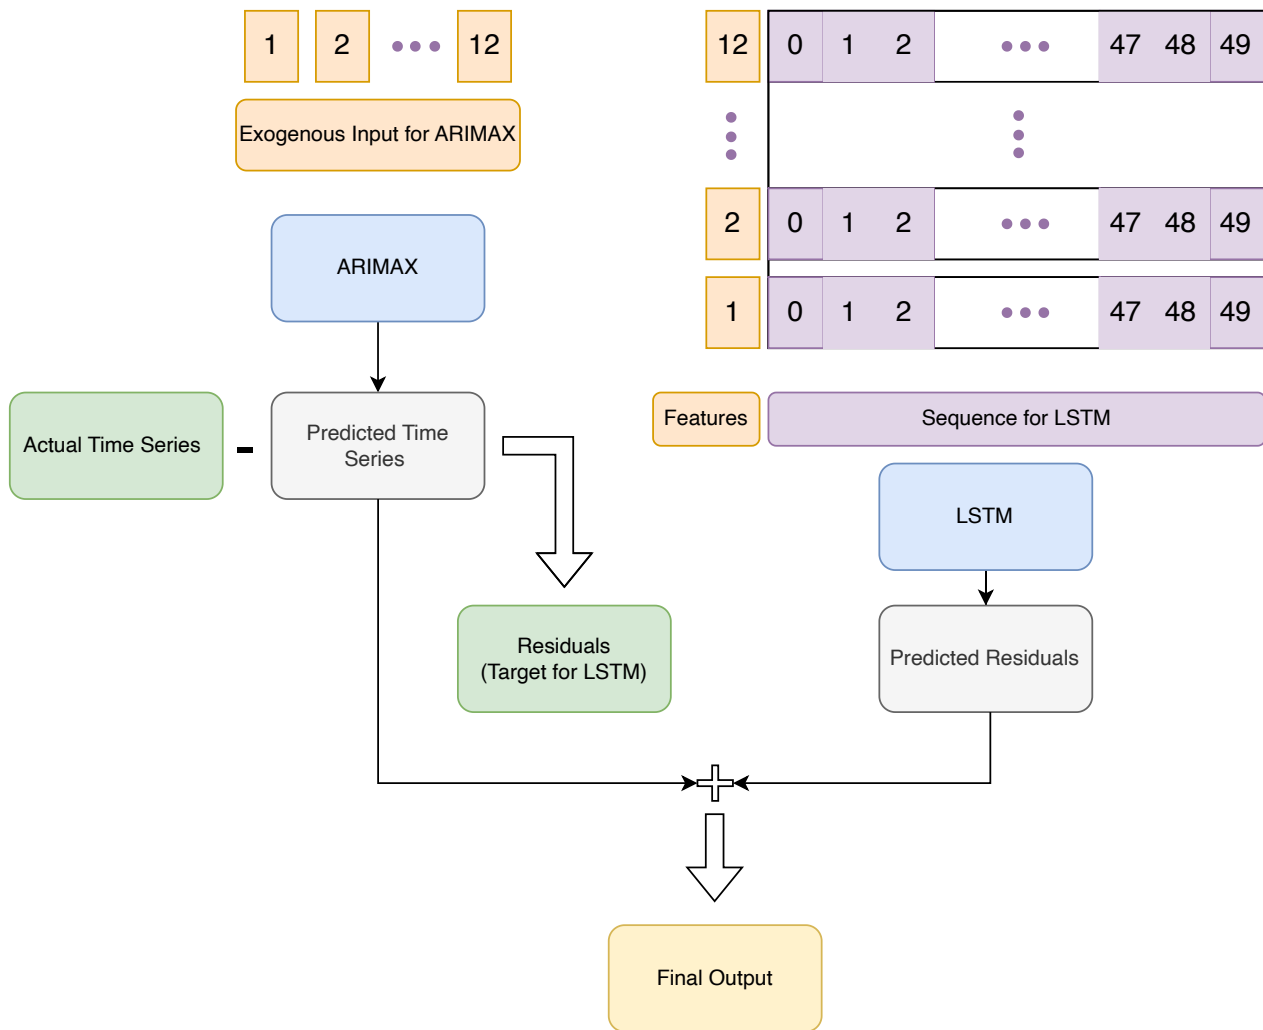 1 2 12
Exogenous Input for ARIMAX
ARIMAX
Actual Time Series
-
Predicted Time
Series
Residuals
(Target for LSTM)
12 0 1 2 47 48 49
2 0 1 2 47 48 49
1 0 1 2 47 48 49
Features
Sequence for LSTM
LSTM
Predicted Residuals
Final Output